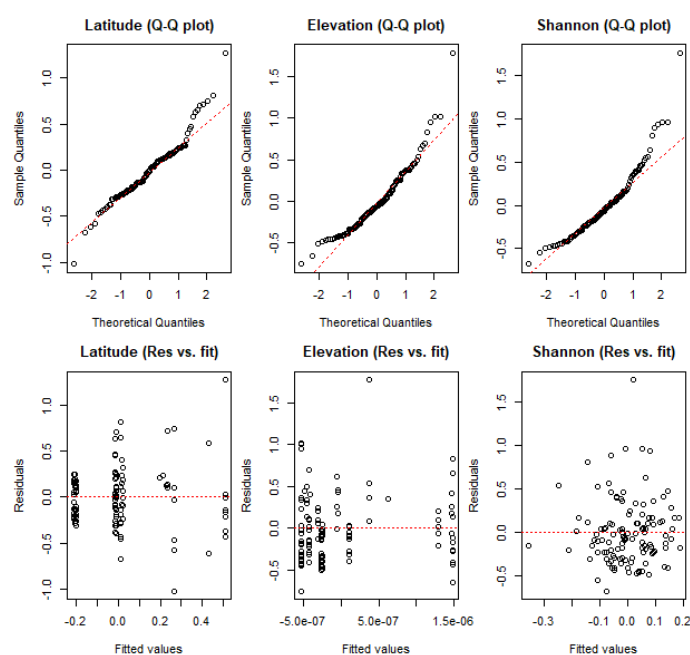 Latitude (Q-Q plot)
Elevation (Q-Q plot)
Shannon (Q-Q plot)
Sample Quantiles
-1.0 -0.5 0.0 0.5 1.0
Sample Quantiles
-0.5 0.0 0.5 1.0 1.5
Sample Quantiles
-0.5 0.0 0.5 1.0 1.5
-2 -1 0 1 2
-2 -1 0 1 2
-2 -1 0 1 2
Theoretical Quantiles
Theoretical Quantiles
Theoretical Quantiles
Latitude (Res vs. fit)
Elevation (Res vs. fit)
Shannon (Res vs. fit)
Residuals
-1.0 -0.5 0.0 0.5 1.0
Residuals
-0.5 0.0 0.5 1.0 1.5
Residuals
-0.5 0.0 0.5 1.0 1.5
-0.2 0.0 0.2 0.4
-5.0e-07 5.0e-07 1.5e-06
-0.3 -0.1 0.0 0.1 0.2
Fitted values
Fitted values
Fitted values